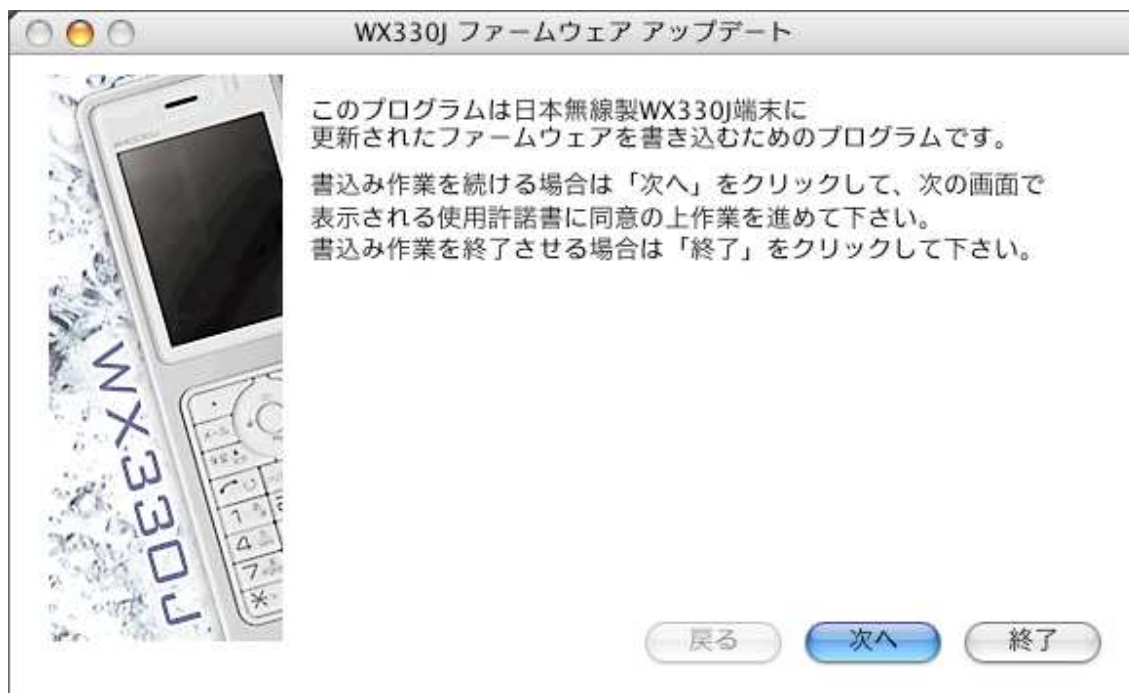 WX330J ファームウェア アップデート
このプログラムは日本無線製WX330J端末に
更新されたファームウェアを書き込むためのプログラムです。
書込み作業を続ける場合は「次へ」をクリックして、次の画面で
表示される使用許諾書に同意の上作業を進めて下さい。
書込み作業を終了させる場合は「終了」をクリックして下さい。
WX330J
1
4
7
*
戻る
次へ
終了